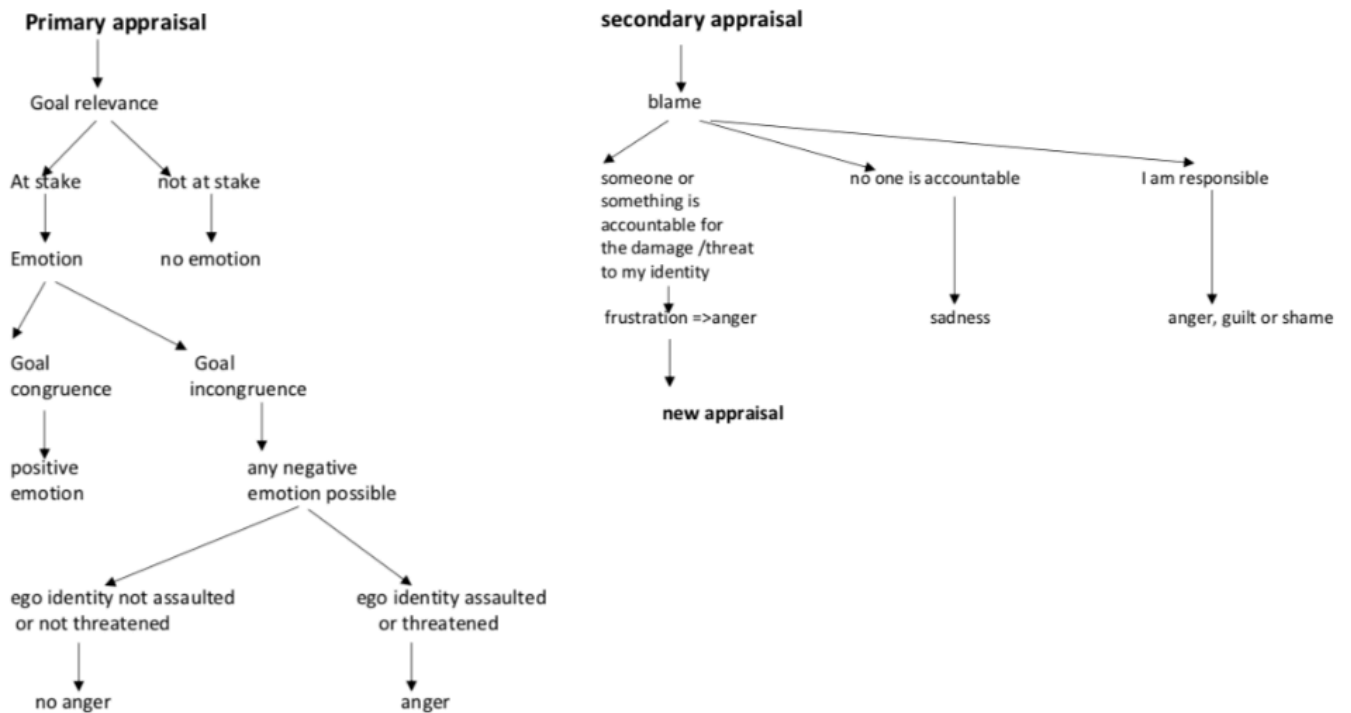 Primary appraisal
Goal relevance
At stake
not at stake
Emotion
no emotion
Goal
congruence
Goal
incongruence
positive
emotion
any negative
emotion possible
ego identity not assaulted
or not threatened
ego identity assaulted
or threatened
no anger
anger
secondary appraisal
blame
someone or
something is
accountable for
the damage /threat
to my identity
no one is accountable
I am responsible
frustration =>anger
sadness
anger, guilt or shame
new appraisal